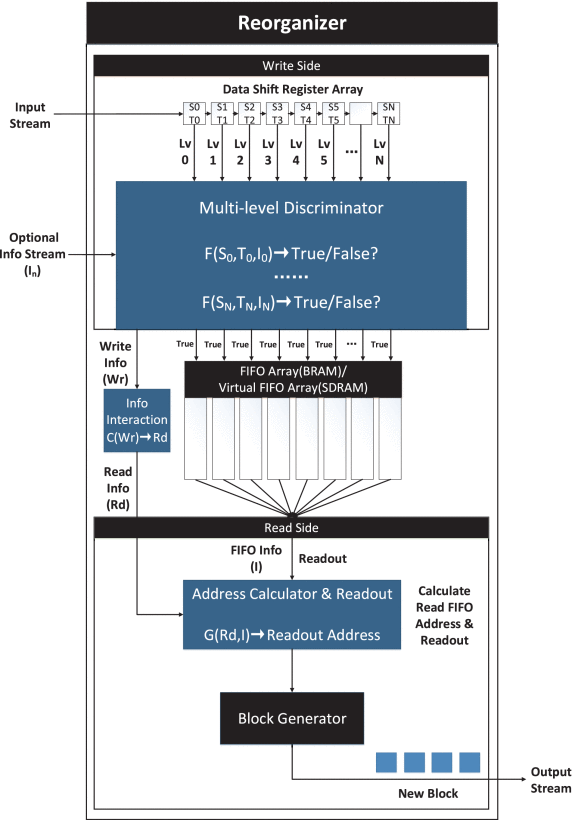 Reorganizer
Write Side
Data Shift Register Array
Input
Stream
S0 S1 S2 S3 S4 S5 SN
T0 T1 T2 T3 T4 T5 TN
Lv Lv Lv Lv Lv Lv Lv
0 1 2 3 4 5 ... N
Multi-level Discriminator
Optional
Info Stream
(In)
F(S0,T0,I0)→True/False?
······
F(SN,TN,IN)→True/False?
True True True True True True ... True
Write
Info
(Wr)
FIFO Array(BRAM)/
Virtual FIFO Array(SDRAM)
Info
Interaction
C(Wr)→Rd
Read
Info
(Rd)
Read Side
FIFO Info
(I)
Readout
Address Calculator & Readout
G(Rd,I)→Readout Address
Calculate
Read FIFO
Address &
Readout
Block Generator
New Block
Output
Stream